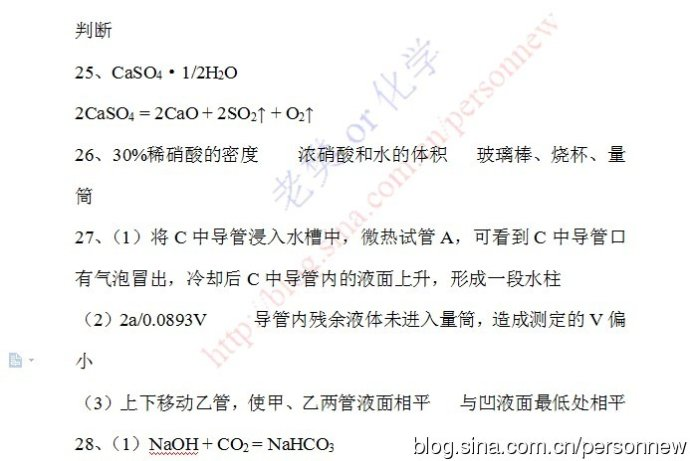 判断
25、CaSO₄·1/2H₂O
2CaSO₄ = 2CaO + 2SO₂↑ + O₂↑
26、30%稀硝酸的密度 浓硝酸和水的体积 玻璃棒、烧杯、量
筒
27、（1）将 C 中导管浸入水槽中，微热试管 A，可看到 C 中导管口
有气泡冒出，冷却后 C 中导管内的液面上升，形成一段水柱
（2）2a/0.0893V 导管内残余液体未进入量筒，造成测定的 V 偏
小
（3）上下移动乙管，使甲、乙两管液面相平 与凹液面最低处相平
28、（1）NaOH + CO₂ = NaHCO₃
老樊 or 化学
http://blog.sina.com.cn/personnew
blog.sina.com.cn/personnew